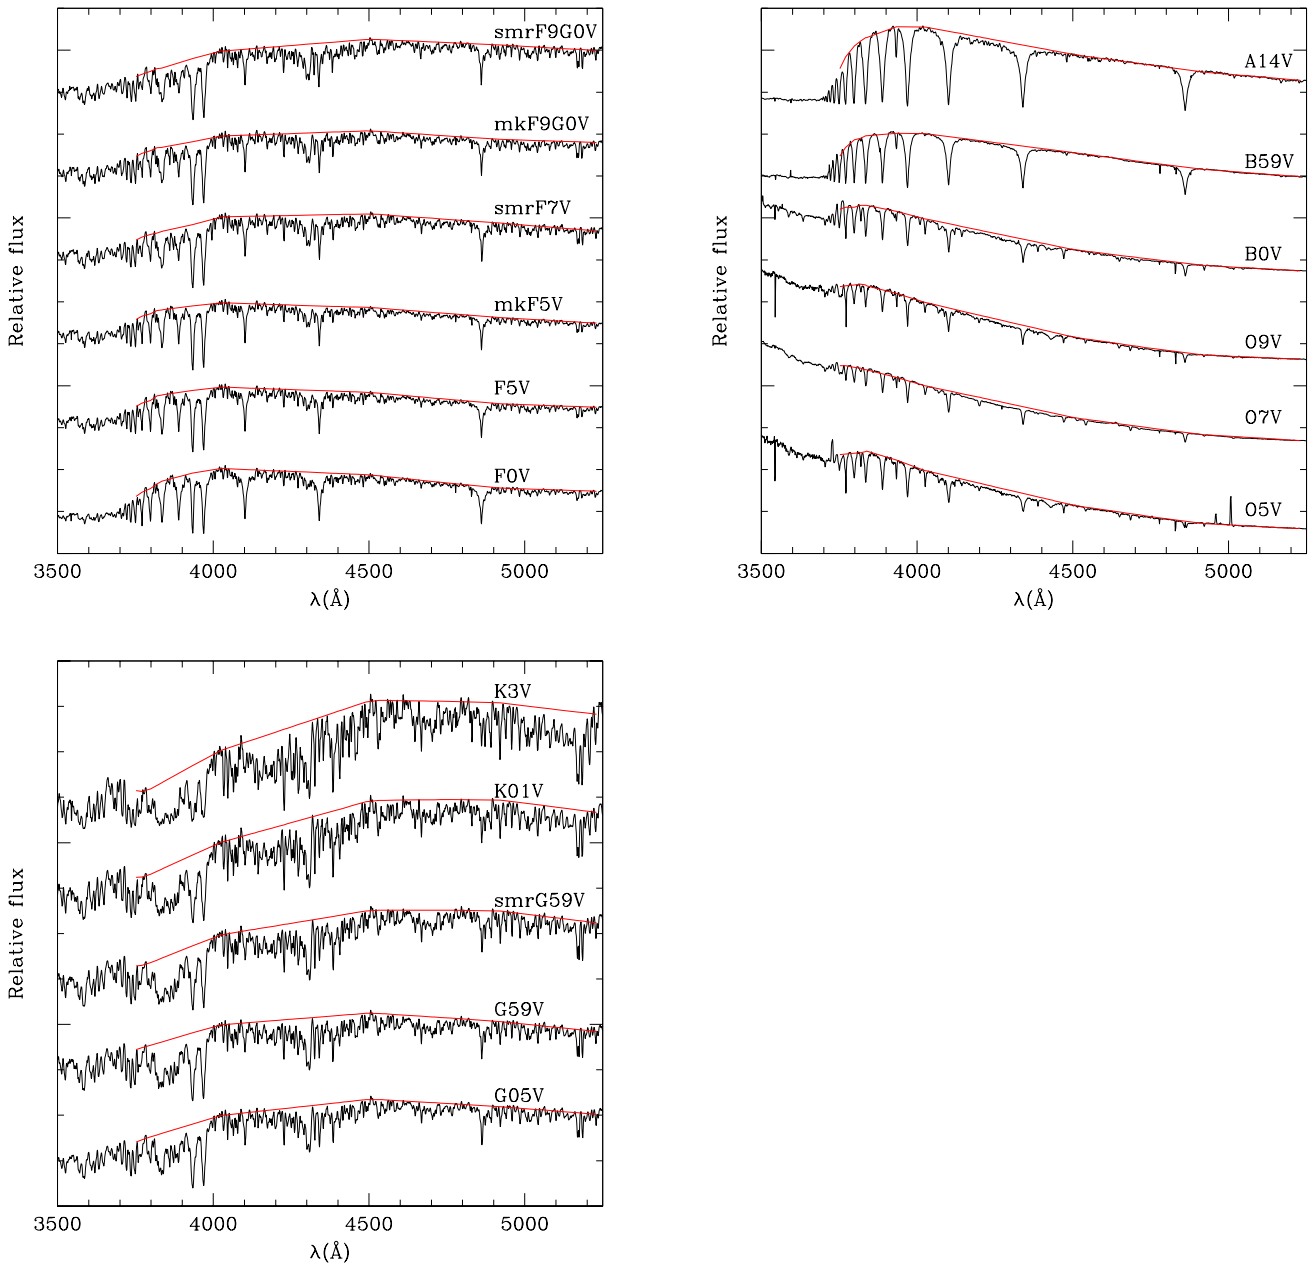 smrF9G0V
mkF9G0V
smrF7V
mkF5V
F5V
F0V
Relative flux
3500 4000 4500 5000
λ(Å)
A14V
B59V
B0V
O9V
O7V
O5V
Relative flux
3500 4000 4500 5000
λ(Å)
K3V
K01V
smrG59V
G59V
G05V
Relative flux
3500 4000 4500 5000
λ(Å)